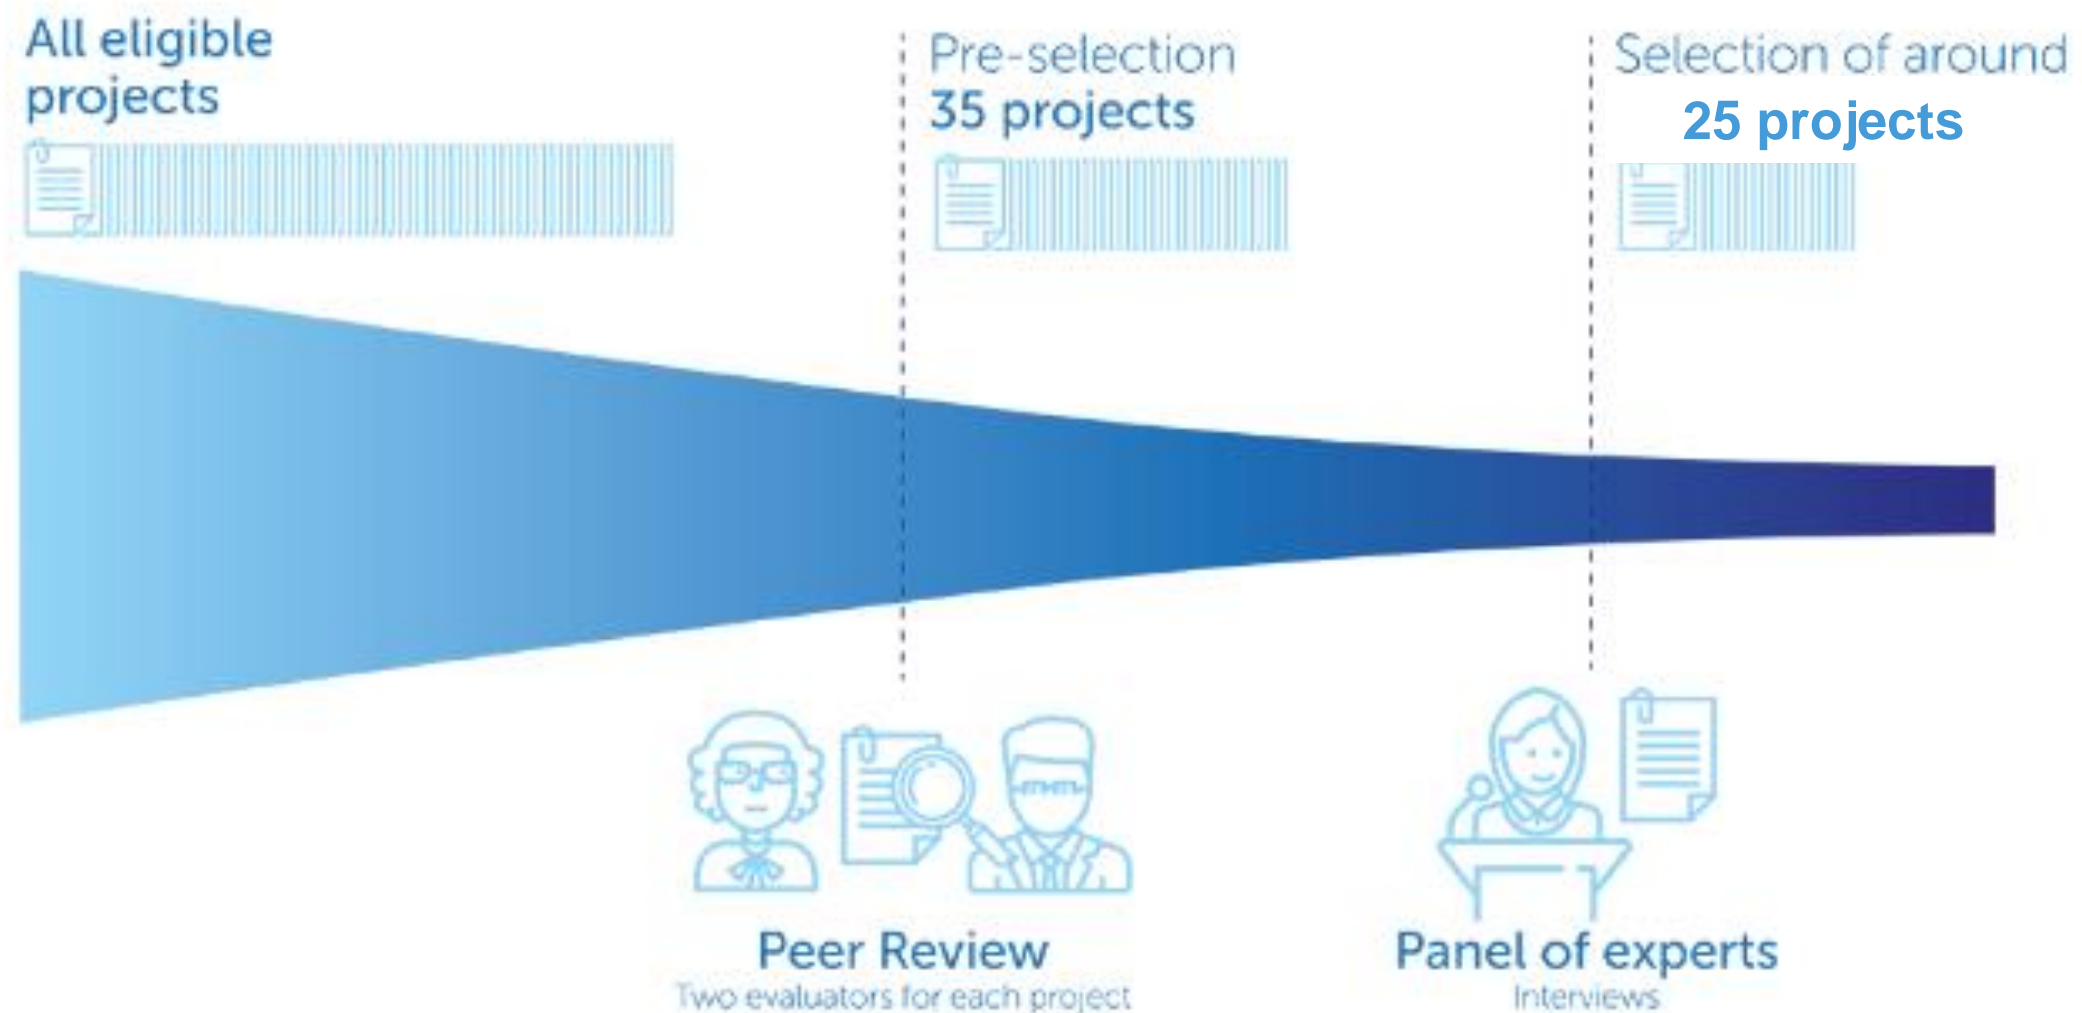 All eligible
projects
Pre-selection
35 projects
Selection of around
25 projects
Peer Review
Two evaluators for each project
Panel of experts
Interviews